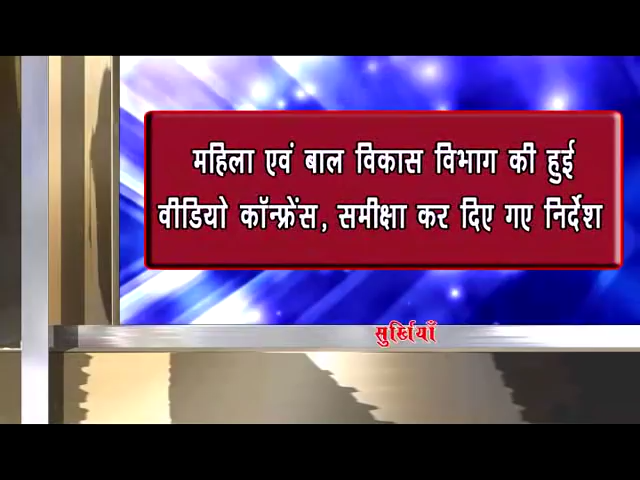 महिला एवं बाल विकास विभाग की हुई
वीडियो कॉन्फ्रेंस, समीक्षा कर दिए गए निर्देश
सुर्खियाँ